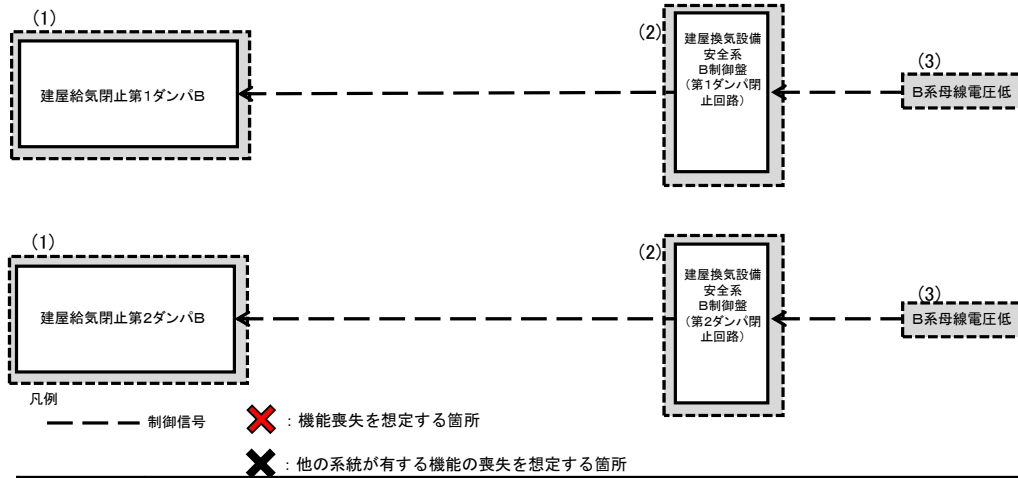 (1)
建屋給気閉止第1ダンパB
(2)
建屋換気設備
安全系
B制御盤
(第1ダンパ閉
止回路)
(3)
B系母線電圧低
(1)
建屋給気閉止第2ダンパB
(2)
建屋換気設備
安全系
B制御盤
(第2ダンパ閉
止回路)
(3)
B系母線電圧低
凡例
制御信号
：機能喪失を想定する箇所
：他の系統が有する機能の喪失を想定する箇所